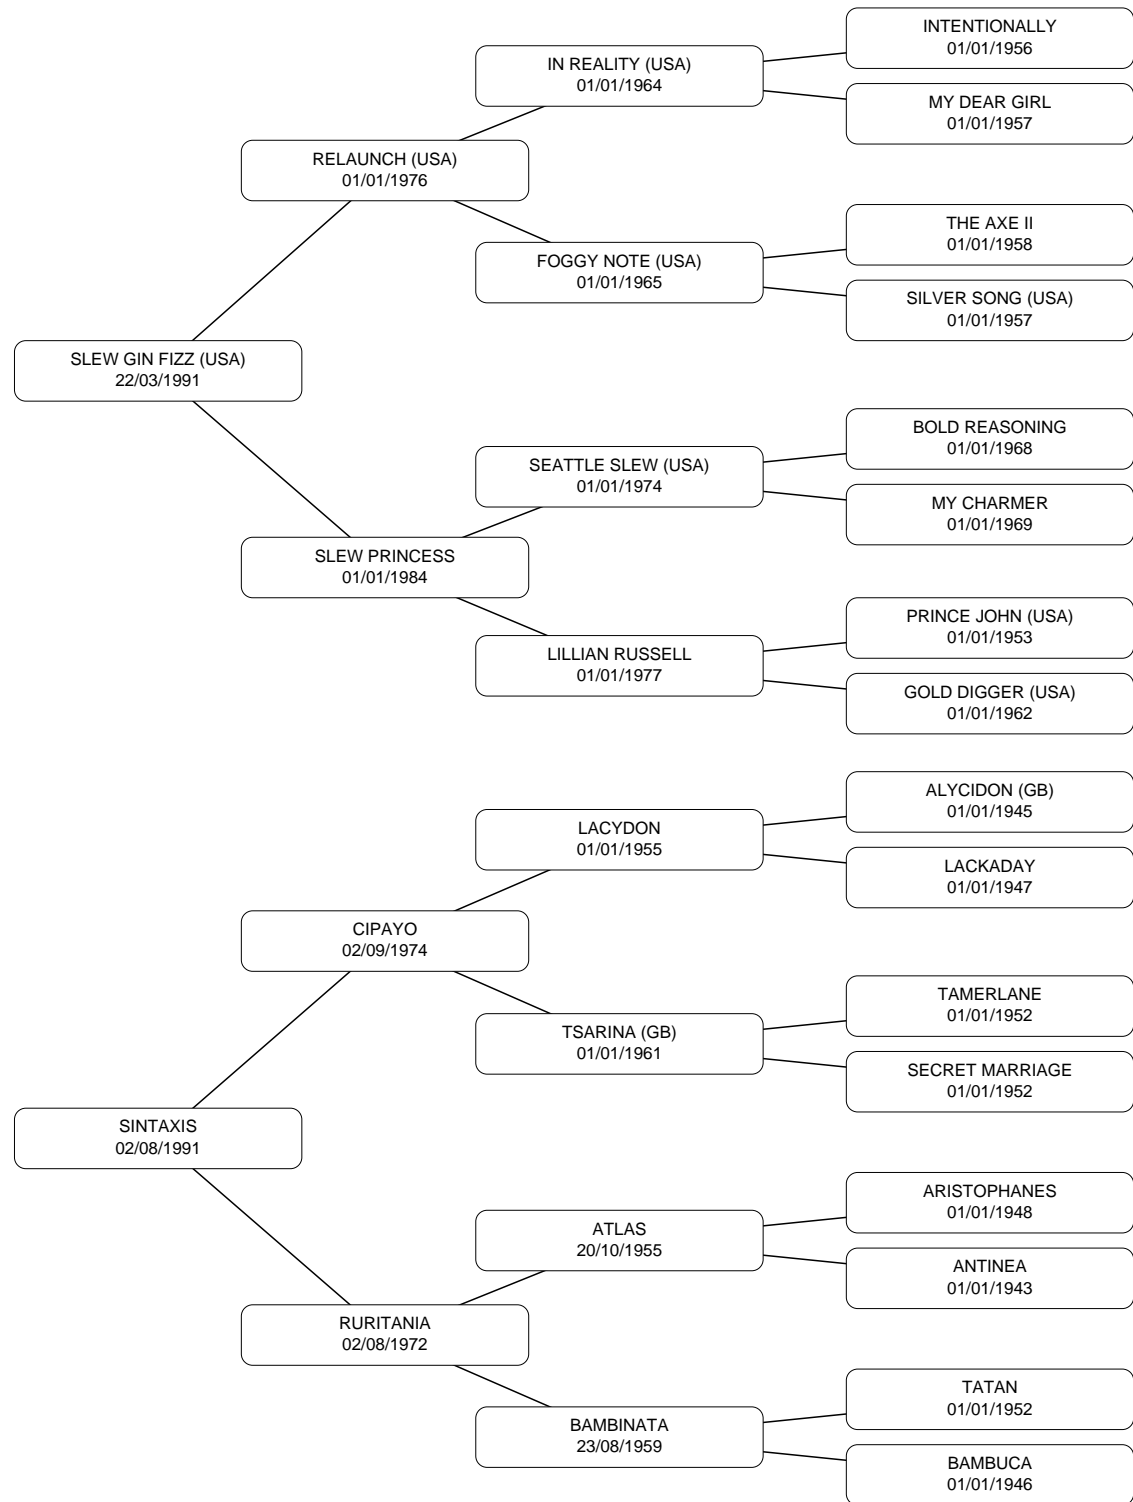 INTENTIONALLY
01/01/1956
IN REALITY (USA)
01/01/1964
MY DEAR GIRL
01/01/1957
RELAUNCH (USA)
01/01/1976
THE AXE II
01/01/1958
FOGGY NOTE (USA)
01/01/1965
SILVER SONG (USA)
01/01/1957
SLEW GIN FIZZ (USA)
22/03/1991
BOLD REASONING
01/01/1968
SEATTLE SLEW (USA)
01/01/1974
MY CHARMER
01/01/1969
SLEW PRINCESS
01/01/1984
PRINCE JOHN (USA)
01/01/1953
LILLIAN RUSSELL
01/01/1977
GOLD DIGGER (USA)
01/01/1962
ALYCIDON (GB)
01/01/1945
LACYDON
01/01/1955
LACKADAY
01/01/1947
CIPAYO
02/09/1974
TAMERLANE
01/01/1952
TSARINA (GB)
01/01/1961
SECRET MARRIAGE
01/01/1952
SINTAXIS
02/08/1991
ARISTOPHANES
01/01/1948
ATLAS
20/10/1955
ANTINEA
01/01/1943
RURITANIA
02/08/1972
TATAN
01/01/1952
BAMBINATA
23/08/1959
BAMBUCA
01/01/1946